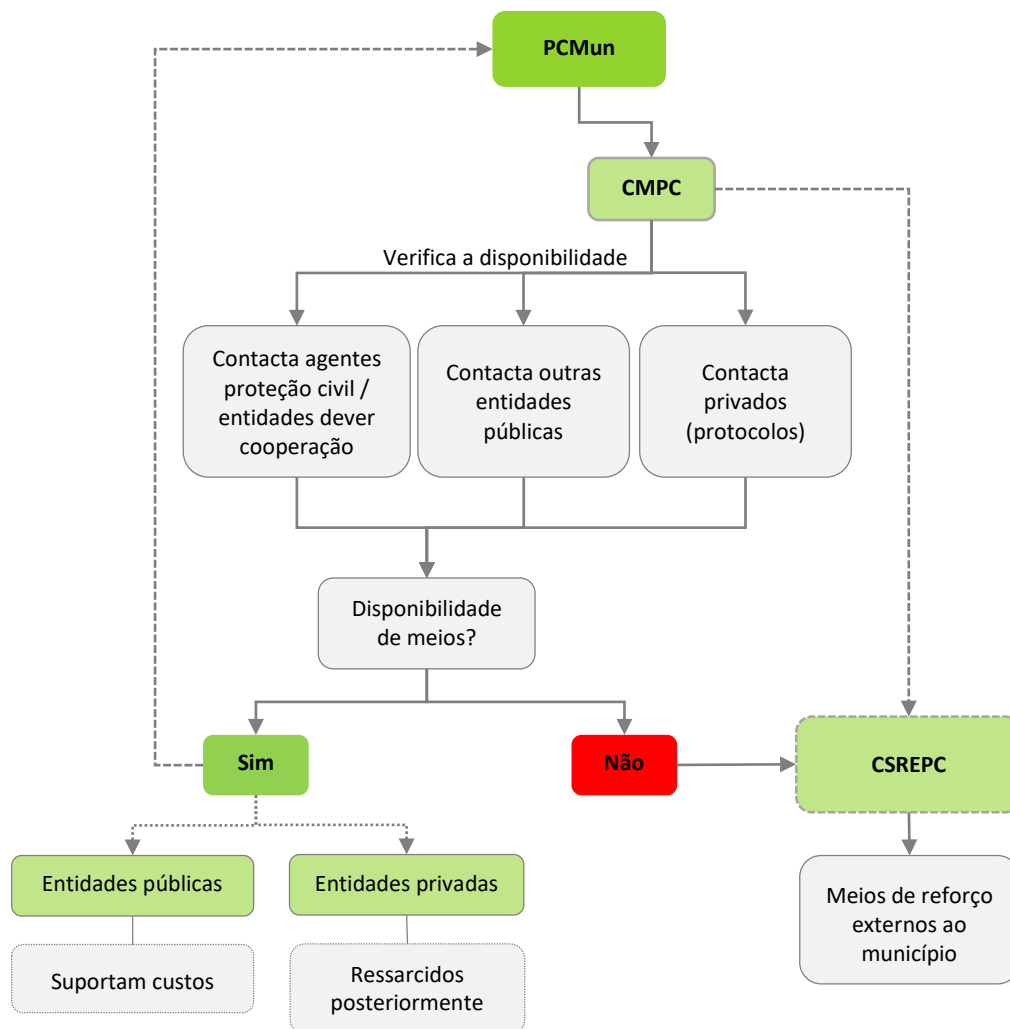 PCMun
CMPC
Verifica a disponibilidade
Contacta agentes
proteção civil /
entidades dever
cooperação
Contacta outras
entidades
públicas
Contacta
privados
(protocolos)
Disponibilidade
de meios?
Sim
Não
CSREPC
Entidades públicas
Entidades privadas
Suportam custos
Ressarcidos
posteriormente
Meios de reforço
externos ao
município